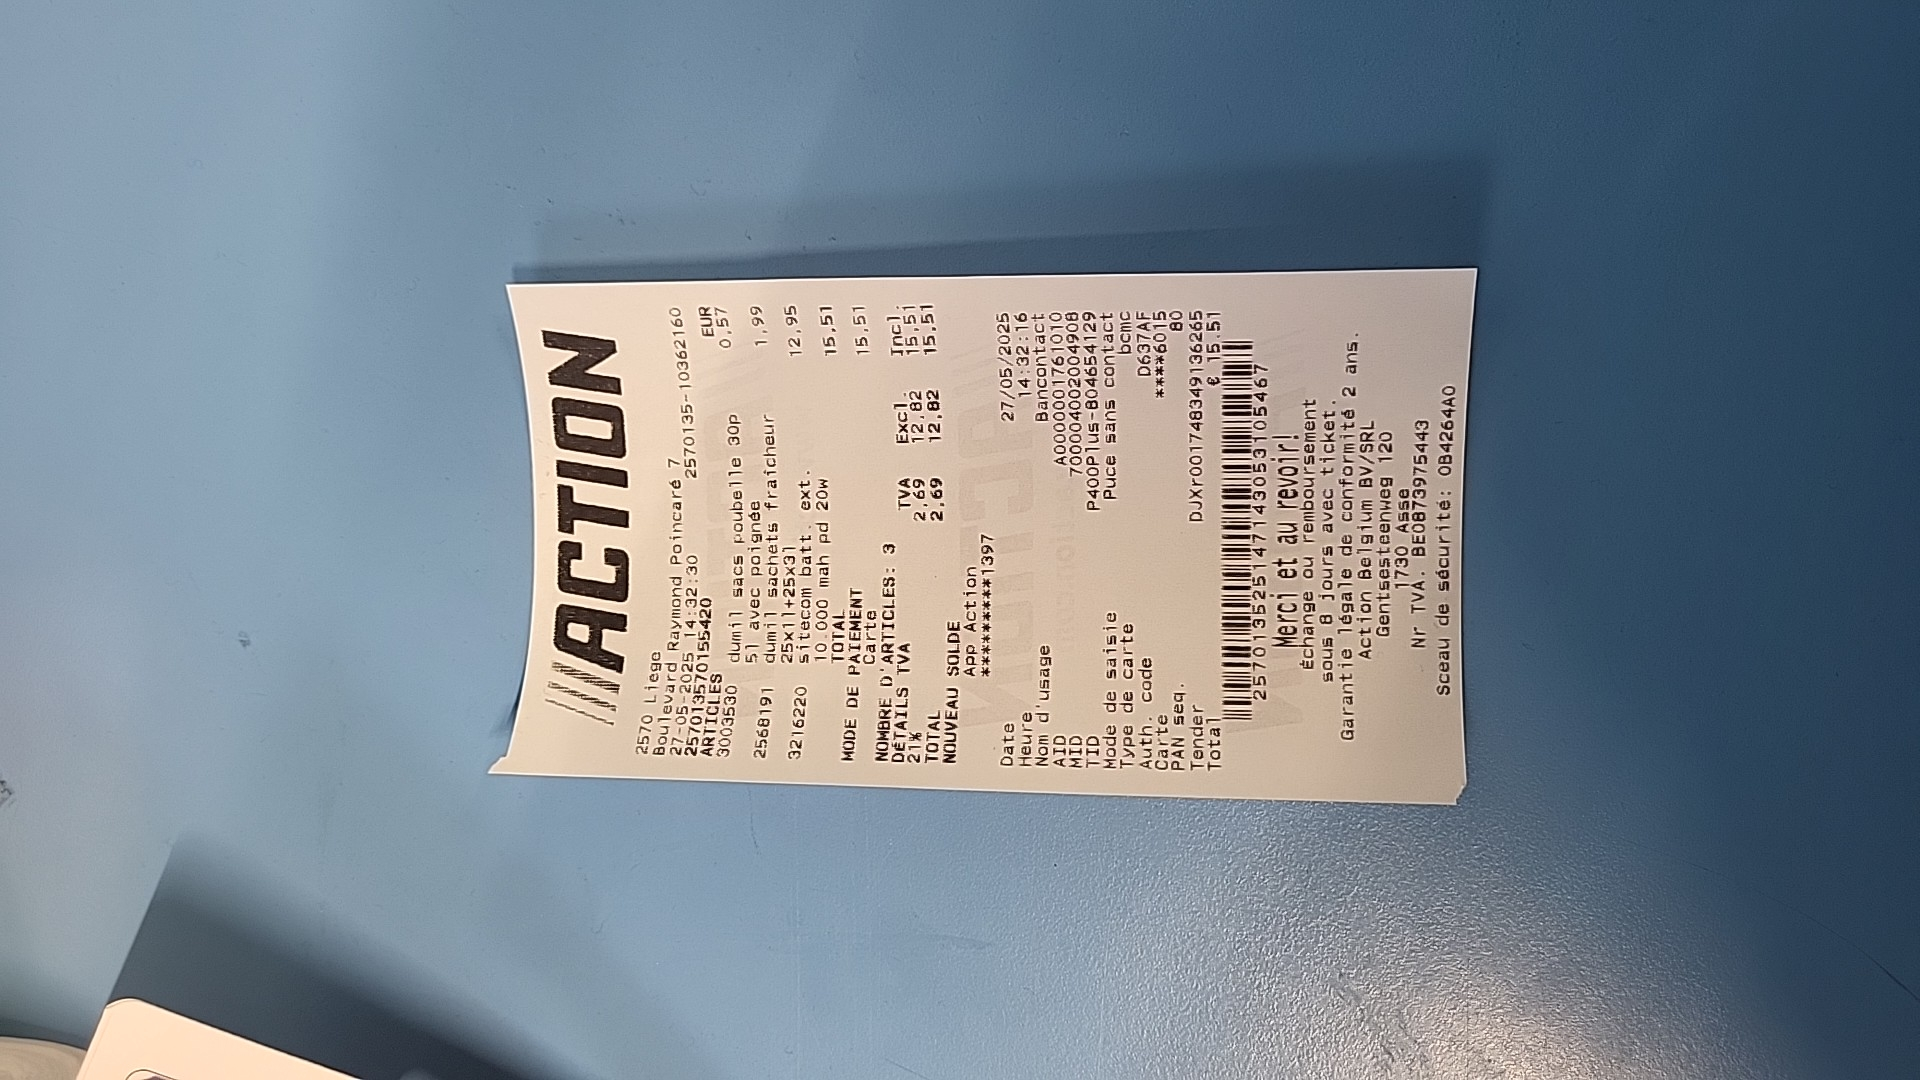 ///ACTION
2570 Liege
Boulevard Raymond Poincaré 7
27-05-2025 14:32:30 2570135-10362160
257013570155420
ARTICLES EUR
3003530 dumil sacs poubelle 30p 0,57
5l avec poignée
2568191 dumil sachets fraicheur 1,99
25x11+25x31
3216220 sitecom batt. ext. 12,95
10.000 mah pd 20w
TOTAL 15,51
MODE DE PAIEMENT
Carte 15,51
NOMBRE D'ARTICLES: 3
DÉTAILS TVA TVA Excl. Incl.
21% 2,69 12,82 15,51
TOTAL 2,69 12,82 15,51
NOUVEAU SOLDE
App Action
*********1397
Date 27/05/2025
Heure 14:32:16
Nom d'usage Bancontact
AID A0000001761010
MID 7000040020 4908
TID P400Plus-804654129
Mode de saisie Puce sans contact
Type de carte bcmc
Auth. code D637AF
Carte ****6015
PAN seq. 80
Tender DJXr001748349136265
Total € 15.51
2570135251471430531105467
Merci et au revoir!
Échange ou remboursement
sous 8 jours avec ticket.
Garantie légale de conformité 2 ans.
Action Belgium BV/SRL
Gentsesteenweg 120
1730 Asse
Nr TVA. BE0873975443
Sceau de sécurité: 0B4264A0